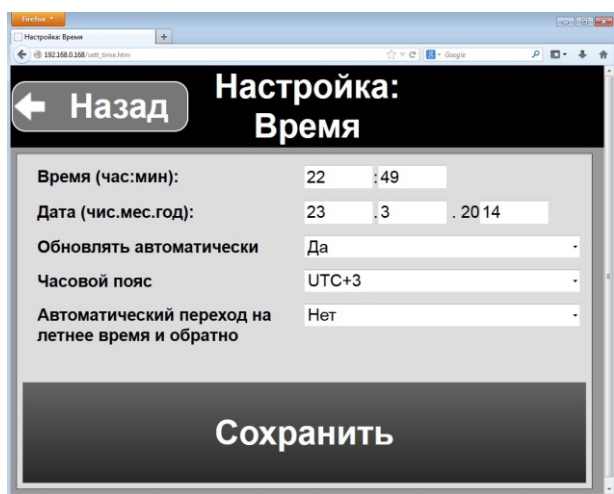 Firefox
Настройка: Время
192.168.0.168/sett_time.htm
Google
Назад
Настройка:
Время
Время (час:мин): 22 : 49
Дата (чис.мес.год): 23 . 3 . 20 14
Обновлять автоматически Да
Часовой пояс UTC+3
Автоматический переход на Нет
летнее время и обратно
Сохранить